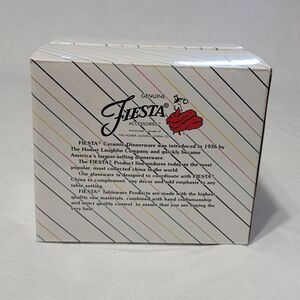 GENUINE
FIESTA®
ACCESSORIES™
FIESTA® Ceramic Dinnerware was introduced in 1936 by
The Homer Laughlin Company and quickly became
America's largest-selling dinnerware.
The FIESTA® Product line endures today as the most
popular, most collected china in the world.
Our glassware is designed to coordinate with FIESTA®
China to complement any décor and add emphasis to any
table setting.
FIESTA® Tableware Products are made with the highest
quality raw materials, combined with hand craftsmanship
and strict quality control, to assure that you are buying the
very best!